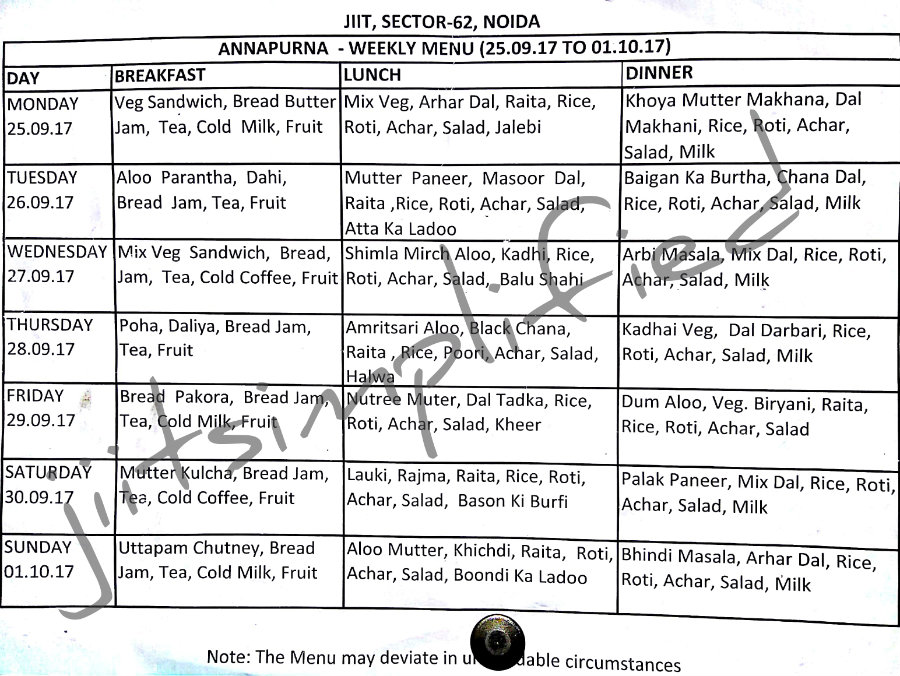 JIIT, SECTOR-62, NOIDA
ANNAPURNA - WEEKLY MENU (25.09.17 TO 01.10.17)
DAY BREAKFAST LUNCH DINNER
MONDAY
25.09.17
Veg Sandwich, Bread Butter
Jam, Tea, Cold Milk, Fruit
Mix Veg, Arhar Dal, Raita, Rice,
Roti, Achar, Salad, Jalebi
Khoya Mutter Makhana, Dal
Makhani, Rice, Roti, Achar,
Salad, Milk
TUESDAY
26.09.17
Aloo Parantha, Dahi,
Bread Jam, Tea, Fruit
Mutter Paneer, Masoor Dal,
Raita ,Rice, Roti, Achar, Salad,
Atta Ka Ladoo
Baigan Ka Burtha, Chana Dal,
Rice, Roti, Achar, Salad, Milk
WEDNESDAY
27.09.17
Mix Veg Sandwich, Bread,
Jam, Tea, Cold Coffee, Fruit
Shimla Mirch Aloo, Kadhi, Rice,
Roti, Achar, Salad, Balu Shahi
Arbi Masala, Mix Dal, Rice, Roti,
Achar, Salad, Milk
THURSDAY
28.09.17
Poha, Daliya, Bread Jam,
Tea, Fruit
Amritsari Aloo, Black Chana,
Raita , Rice, Poori, Achar, Salad,
Halwa
Kadhai Veg, Dal Darbari, Rice,
Roti, Achar, Salad, Milk
FRIDAY
29.09.17
Bread Pakora, Bread Jam,
Tea, Cold Milk, Fruit
Nutree Muter, Dal Tadka, Rice,
Roti, Achar, Salad, Kheer
Dum Aloo, Veg. Biryani, Raita,
Rice, Roti, Achar, Salad
SATURDAY
30.09.17
Mutter Kulcha, Bread Jam,
Tea, Cold Coffee, Fruit
Lauki, Rajma, Raita, Rice, Roti,
Achar, Salad, Bason Ki Burfi
Palak Paneer, Mix Dal, Rice, Roti,
Achar, Salad, Milk
SUNDAY
01.10.17
Uttapam Chutney, Bread
Jam, Tea, Cold Milk, Fruit
Aloo Mutter, Khichdi, Raita, Roti,
Achar, Salad, Boondi Ka Ladoo
Bhindi Masala, Arhar Dal, Rice,
Roti, Achar, Salad, Milk
Note: The Menu may deviate in circumstances
jiitsimplified